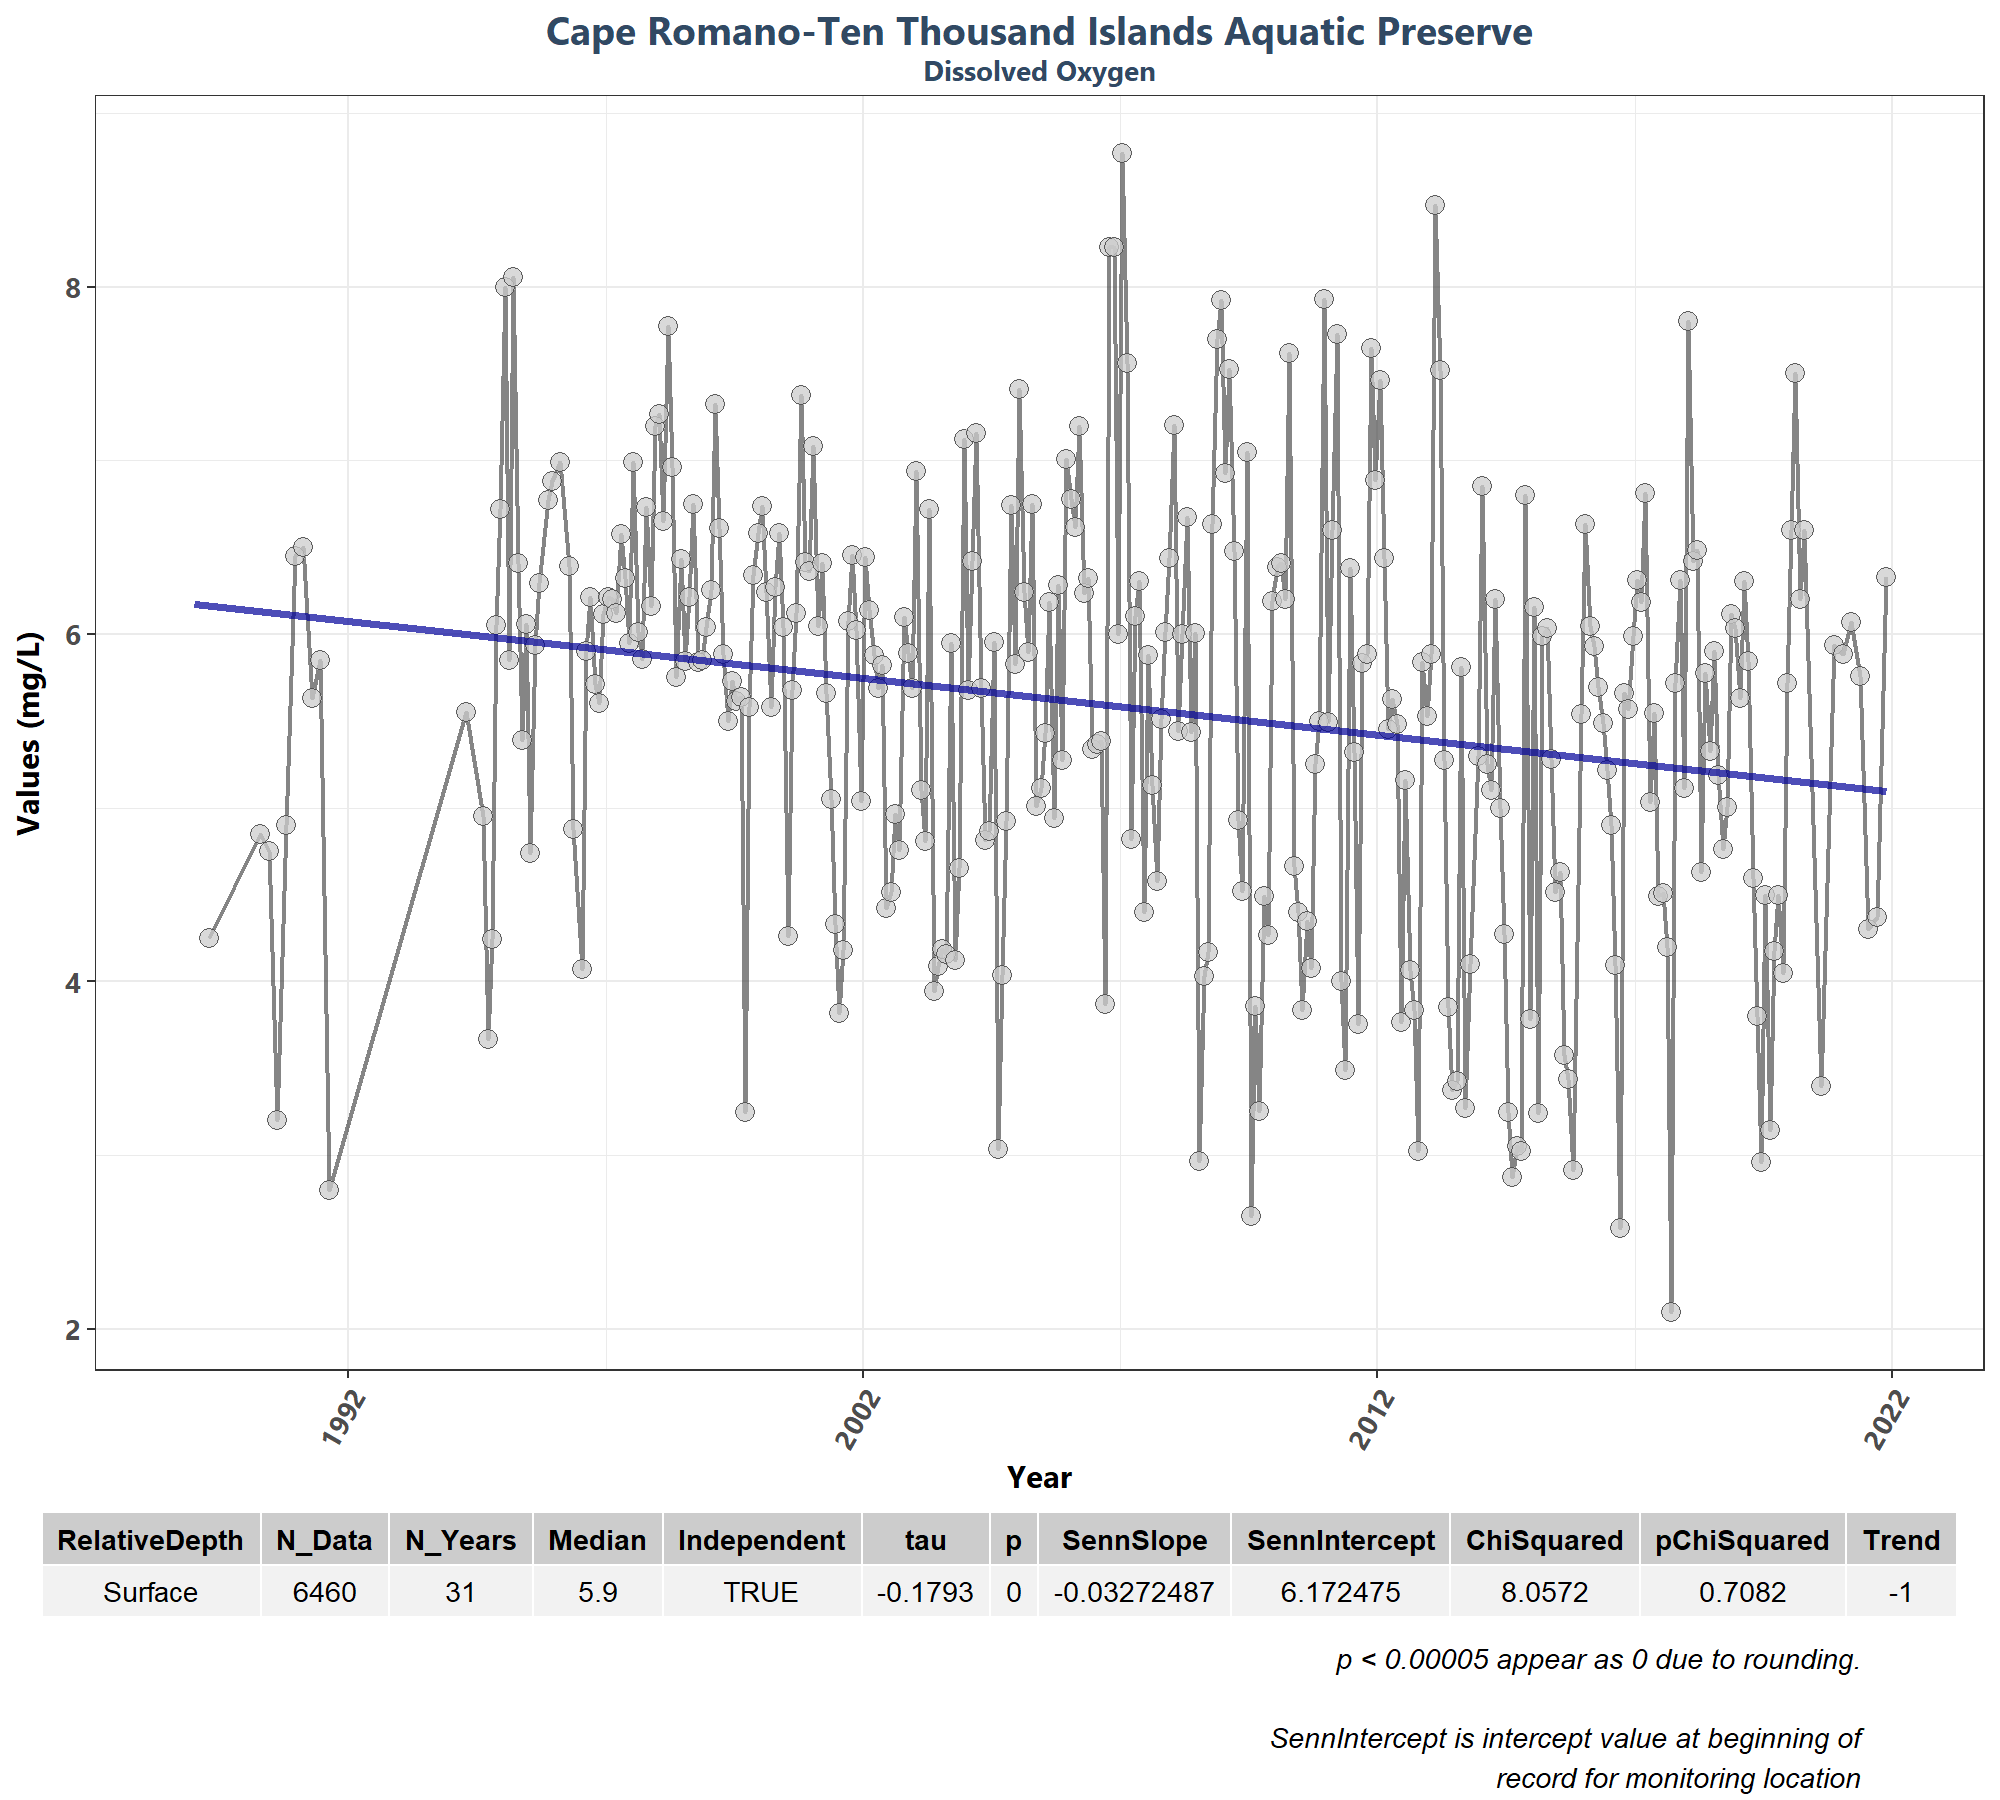 Cape Romano-Ten Thousand Islands Aquatic Preserve
Dissolved Oxygen
Values (mg/L)
8
6
4
2
1992 2002 2012 2022
Year
RelativeDepth N_Data N_Years Median Independent tau p SennSlope SennIntercept ChiSquared pChiSquared Trend
Surface 6460 31 5.9 TRUE -0.1793 0 -0.03272487 6.172475 8.0572 0.7082 -1
p < 0.00005 appear as 0 due to rounding.
SennIntercept is intercept value at beginning of
record for monitoring location